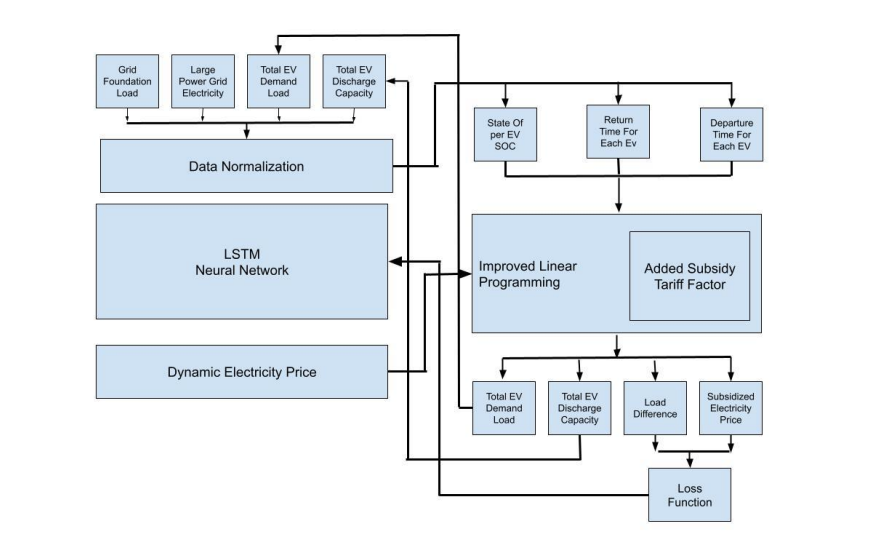 Grid
Foundation
Load
Large
Power Grid
Electricity
Total EV
Demand
Load
Total EV
Discharge
Capacity
State Of
per EV
SOC
Return
Time For
Each Ev
Departure
Time For
Each EV
Data Normalization
LSTM
Neural Network
Improved Linear
Programming
Added Subsidy
Tariff Factor
Dynamic Electricity Price
Total EV
Demand
Load
Total EV
Discharge
Capacity
Load
Difference
Subsidized
Electricity
Price
Loss
Function